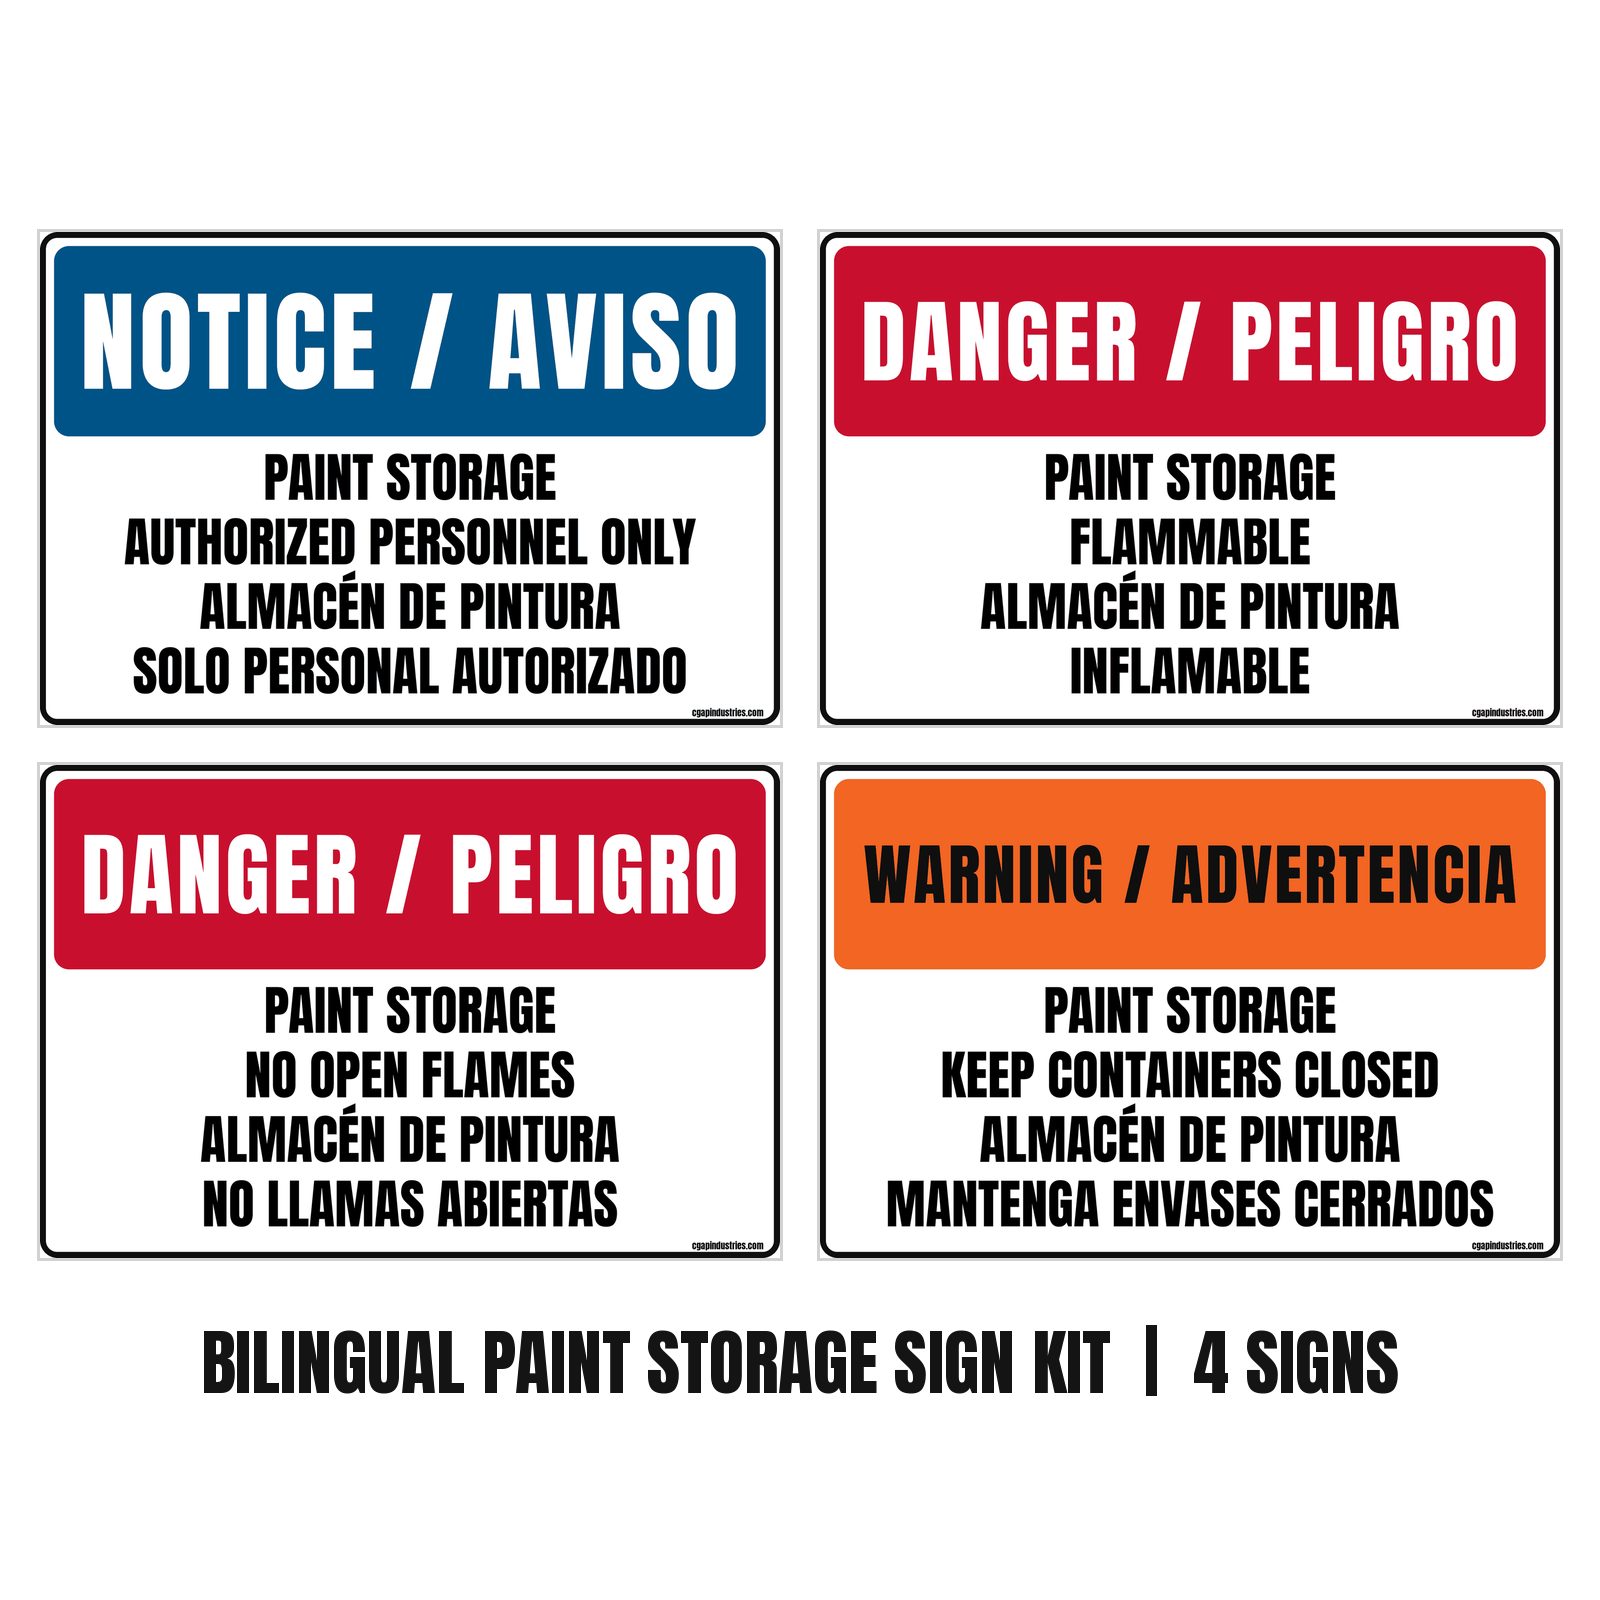 NOTICE / AVISO
PAINT STORAGE
AUTHORIZED PERSONNEL ONLY
ALMACÉN DE PINTURA
SOLO PERSONAL AUTORIZADO
cgapindustries.com
DANGER / PELIGRO
PAINT STORAGE
FLAMMABLE
ALMACÉN DE PINTURA
INFLAMABLE
cgapindustries.com
DANGER / PELIGRO
PAINT STORAGE
NO OPEN FLAMES
ALMACÉN DE PINTURA
NO LLAMAS ABIERTAS
cgapindustries.com
WARNING / ADVERTENCIA
PAINT STORAGE
KEEP CONTAINERS CLOSED
ALMACÉN DE PINTURA
MANTENGA ENVASES CERRADOS
cgapindustries.com
BILINGUAL PAINT STORAGE SIGN KIT | 4 SIGNS